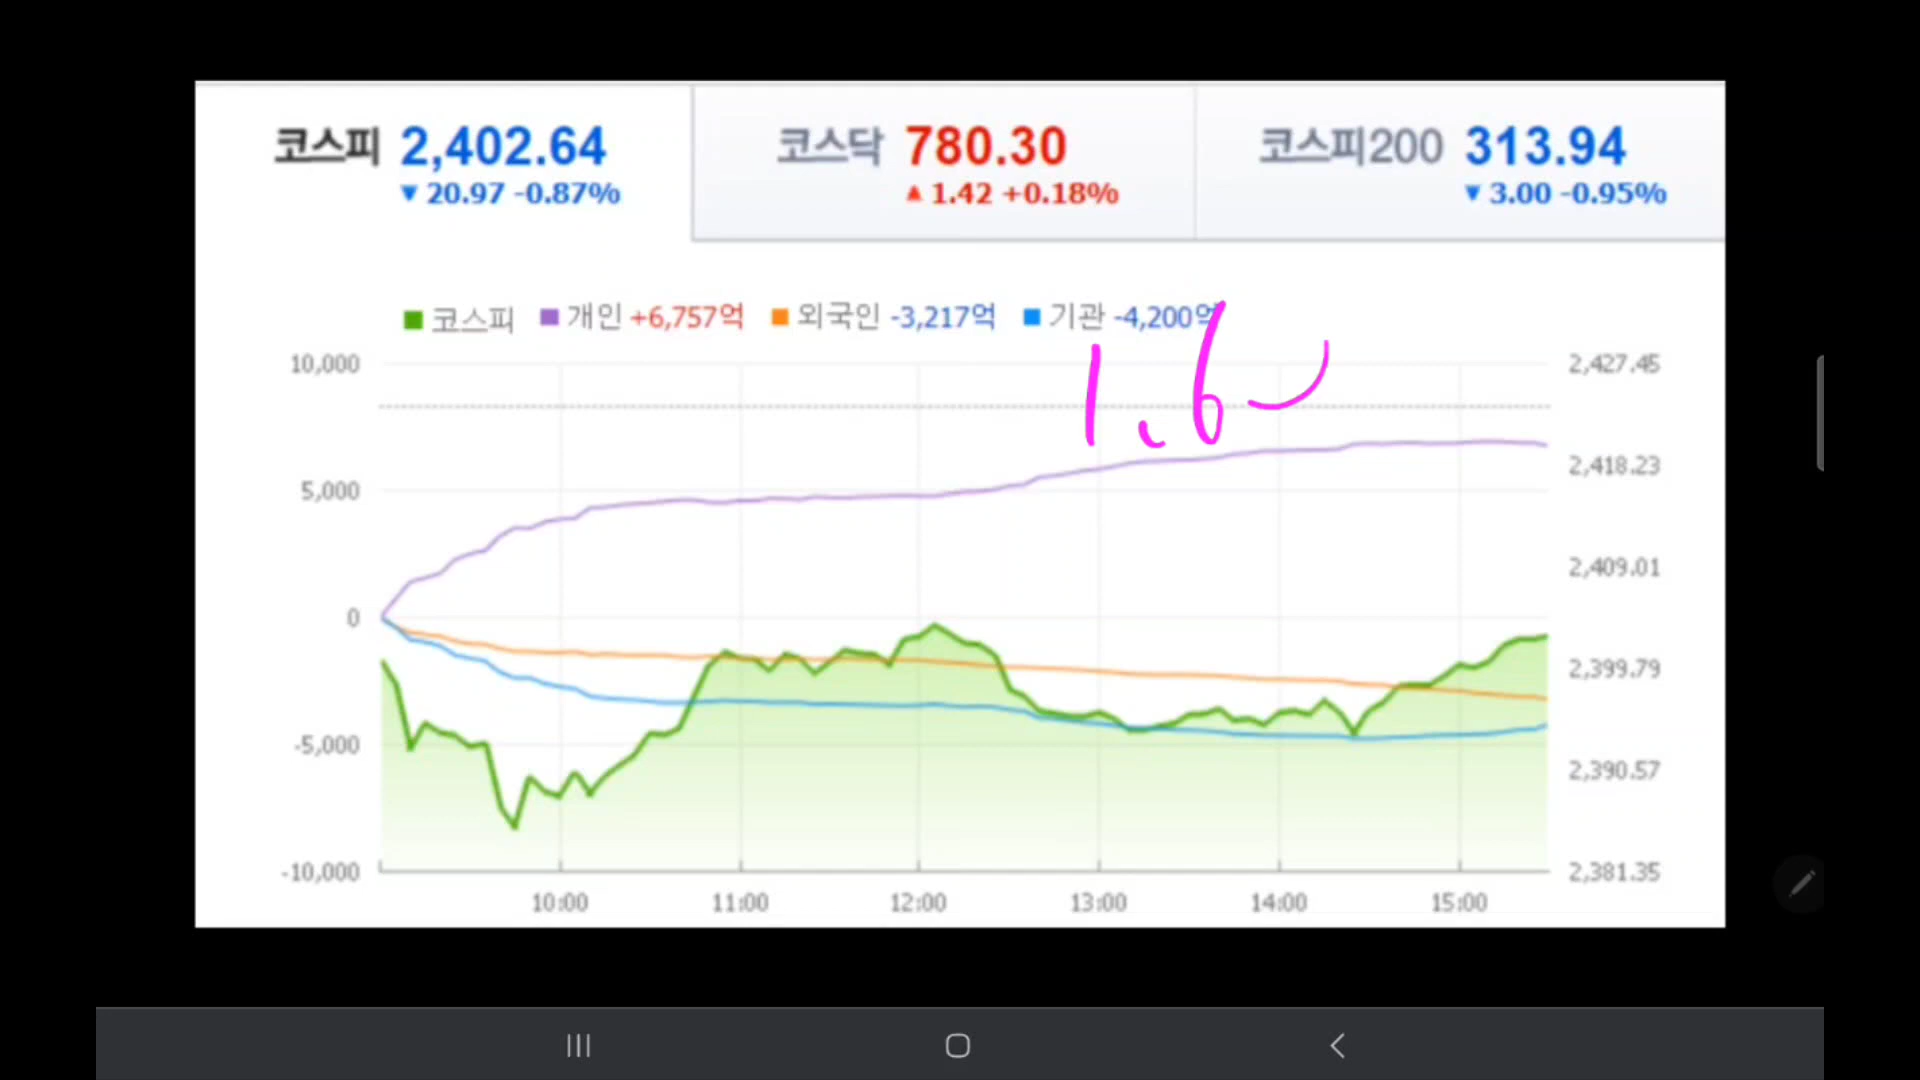 코스피 2,402.64 코스닥 780.30 코스피200 313.94
▼ 20.97 -0.87% ▲ 1.42 +0.18% ▼ 3.00 -0.95%
코스피 개인 +6,757억 외국인 -3,217억 기관 -4,200억
1.6
10,000 2,427.45
2,418.23
5,000
2,409.01
0
2,399.79
-5,000
2,390.57
-10,000 2,381.35
10:00 11:00 12:00 13:00 14:00 15:00